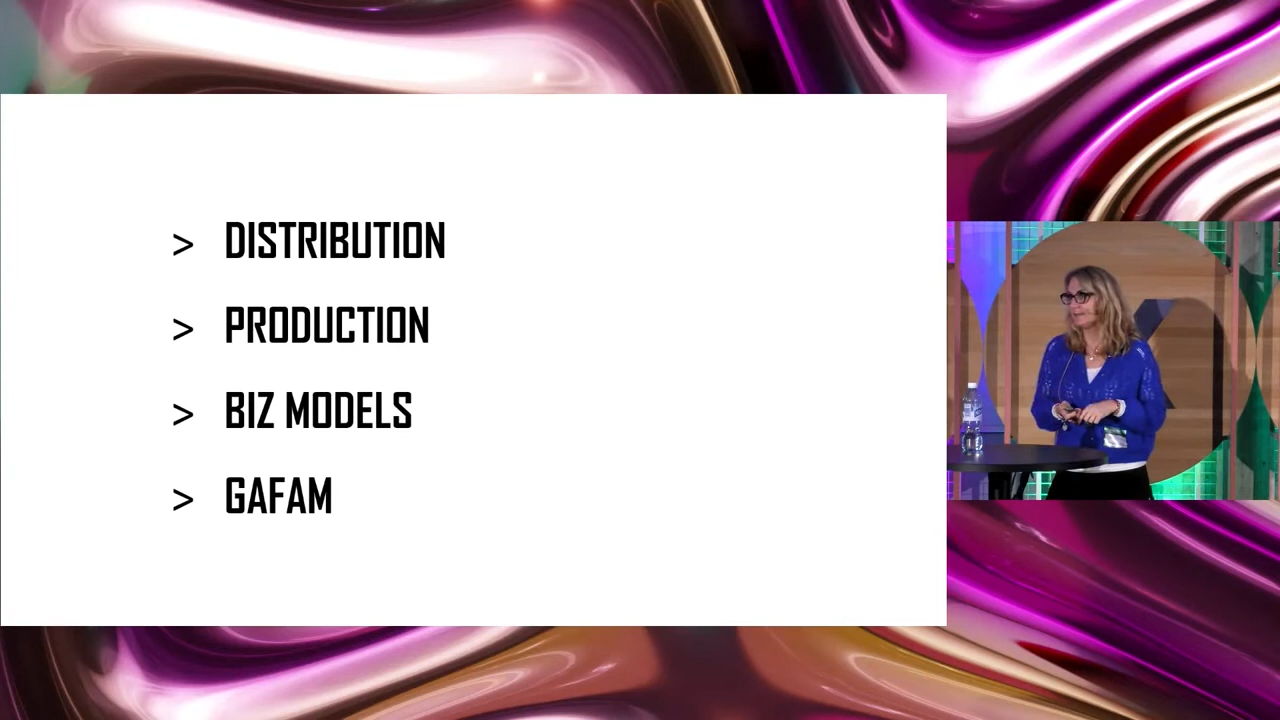 > DISTRIBUTION
> PRODUCTION
> BIZ MODELS
> GAFAM